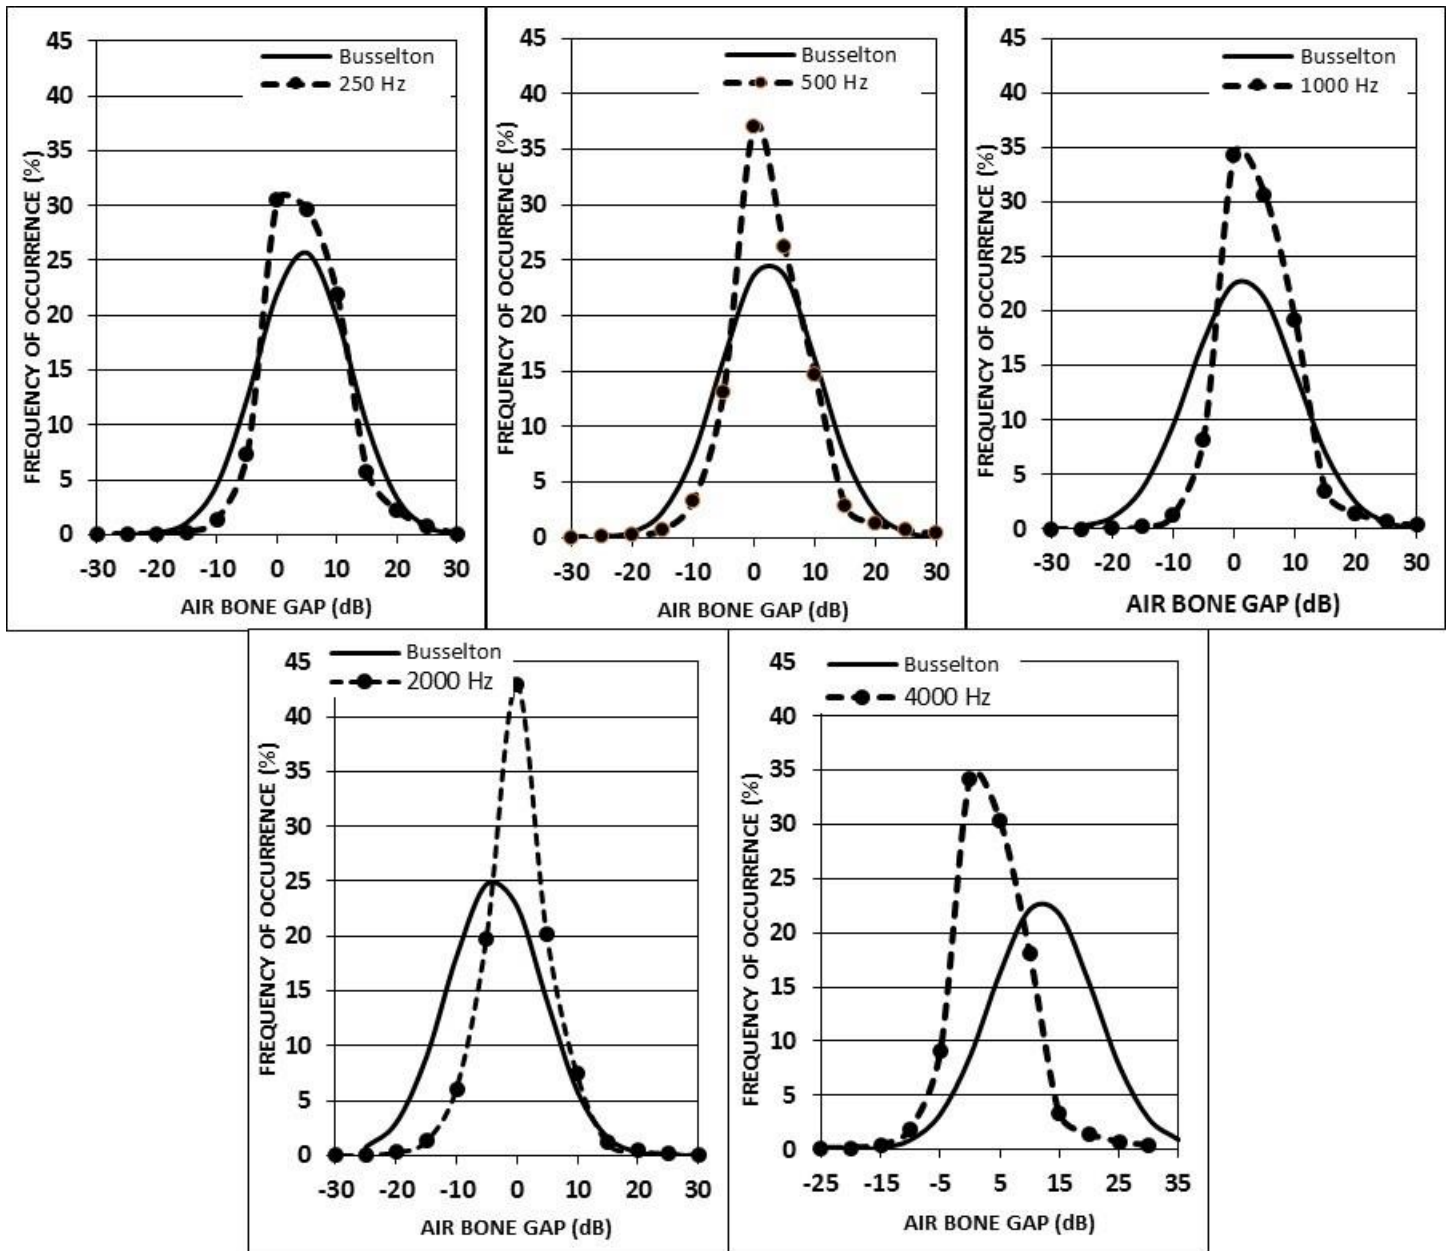 45
40
35
30
25
20
15
10
5
0
FREQUENCY OF OCCURRENCE (%)
Busselton
250 Hz
-30 -20 -10 0 10 20 30
AIR BONE GAP (dB)
45
40
35
30
25
20
15
10
5
0
FREQUENCY OF OCCURRENCE (%)
Busselton
500 Hz
-30 -20 -10 0 10 20 30
AIR BONE GAP (dB)
45
40
35
30
25
20
15
10
5
0
FREQUENCY OF OCCURRENCE (%)
Busselton
1000 Hz
-30 -20 -10 0 10 20 30
AIR BONE GAP (dB)
45
40
35
30
25
20
15
10
5
0
FREQUENCY OF OCCURRENCE (%)
Busselton
2000 Hz
-30 -20 -10 0 10 20 30
AIR BONE GAP (dB)
45
40
35
30
25
20
15
10
5
0
FREQUENCY OF OCCURRENCE (%)
Busselton
4000 Hz
-25 -15 -5 5 15 25 35
AIR BONE GAP (dB)